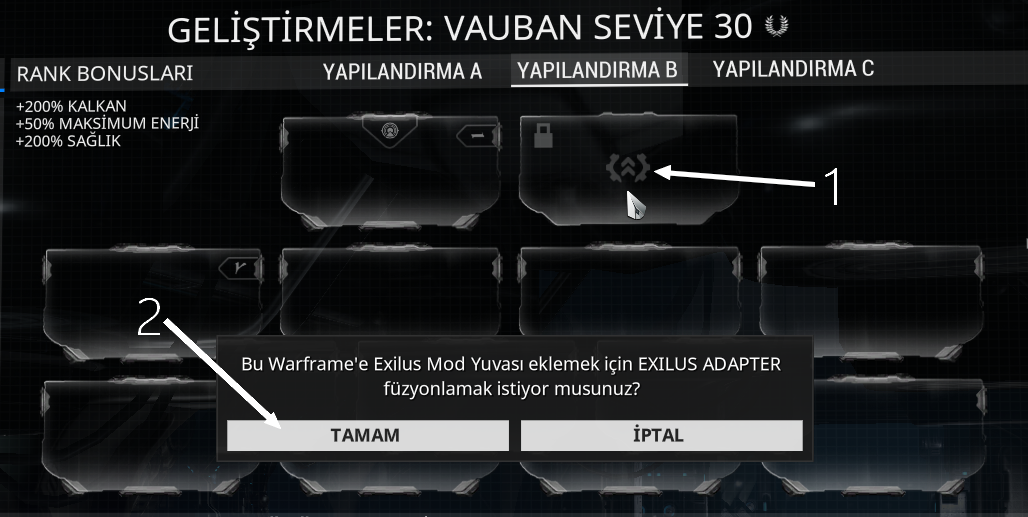 GELİŞTİRMELER: VAUBAN SEVİYE 30
RANK BONUSLARI
YAPILANDIRMA A
YAPILANDIRMA B
YAPILANDIRMA C
+200% KALKAN
+50% MAKSİMUM ENERJİ
+200% SAĞLIK
1
2
Bu Warframe'e Exilus Mod Yuvası eklemek için EXILUS ADAPTER
füzyonlamak istiyor musunuz?
TAMAM
İPTAL